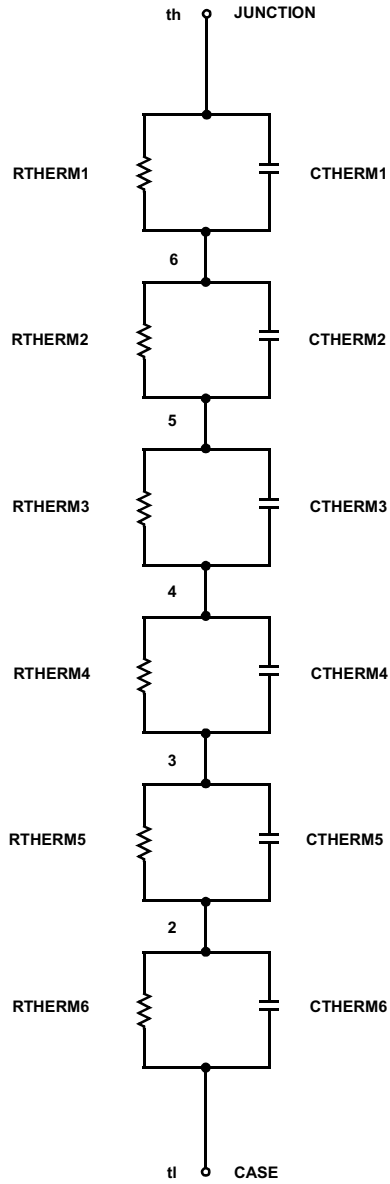 th JUNCTION
RTHERM1 CTHERM1
6
RTHERM2 CTHERM2
5
RTHERM3 CTHERM3
4
RTHERM4 CTHERM4
3
RTHERM5 CTHERM5
2
RTHERM6 CTHERM6
tl CASE